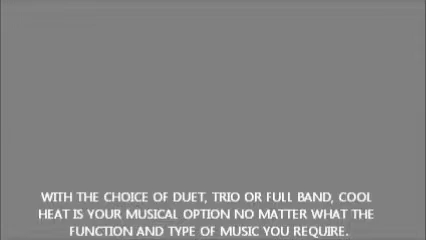 WITH THE CHOICE OF DUET, TRIO OR FULL BAND, COOL
HEAT IS YOUR MUSICAL OPTION NO MATTER WHAT THE
FUNCTION AND TYPE OF MUSIC YOU REQUIRE.